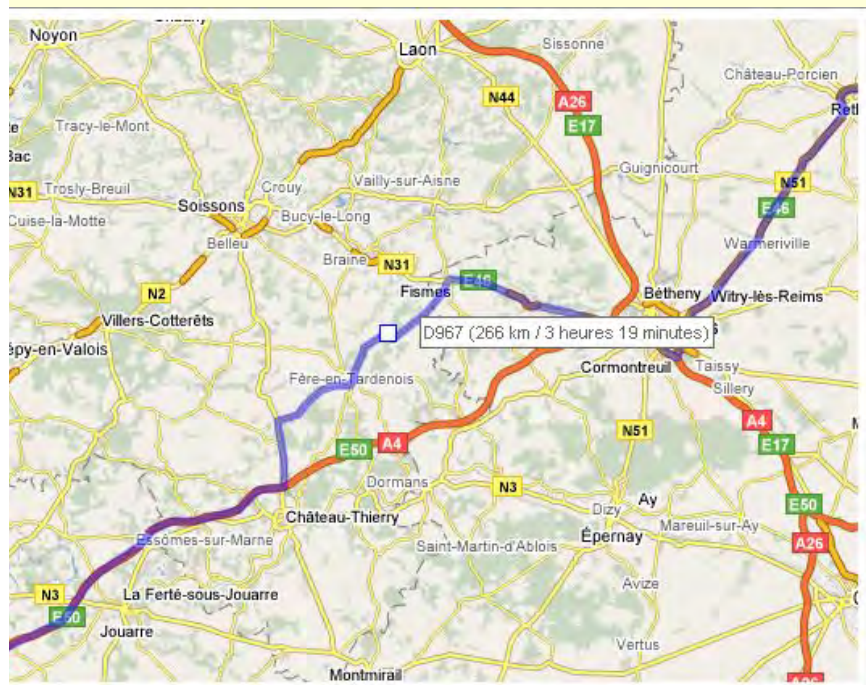 Noyon
Laon
Sissonne
N44
A26
E17
Château-Porcien
Tracy-le-Mont
Guignicourt
N31
Trosly-Breuil
Crouy
Vailly-sur-Aisne
N51
Soissons
Bucy-le-Long
E46
Cuise-la-Motte
Belleu
Braine
N31
Warmeriville
Fismes
E46
N2
Bétheny
Witry-lès-Reims
Villers-Cotterêts
D967 (266 km / 3 heures 19 minutes)
épy-en-Valois
Cormontreuil
Taissy
Fère-en-Tardenois
Sillery
A4
N51
E17
E50
A4
Dormans
N3
Ay
Dizy
E50
Château-Thierry
Mareuil-sur-Ay
Essômes-sur-Marne
Saint-Martin-d'Ablois
Épernay
A26
N3
La Ferté-sous-Jouarre
Avize
E50
Jouarre
Vertus
Montmirail
A26